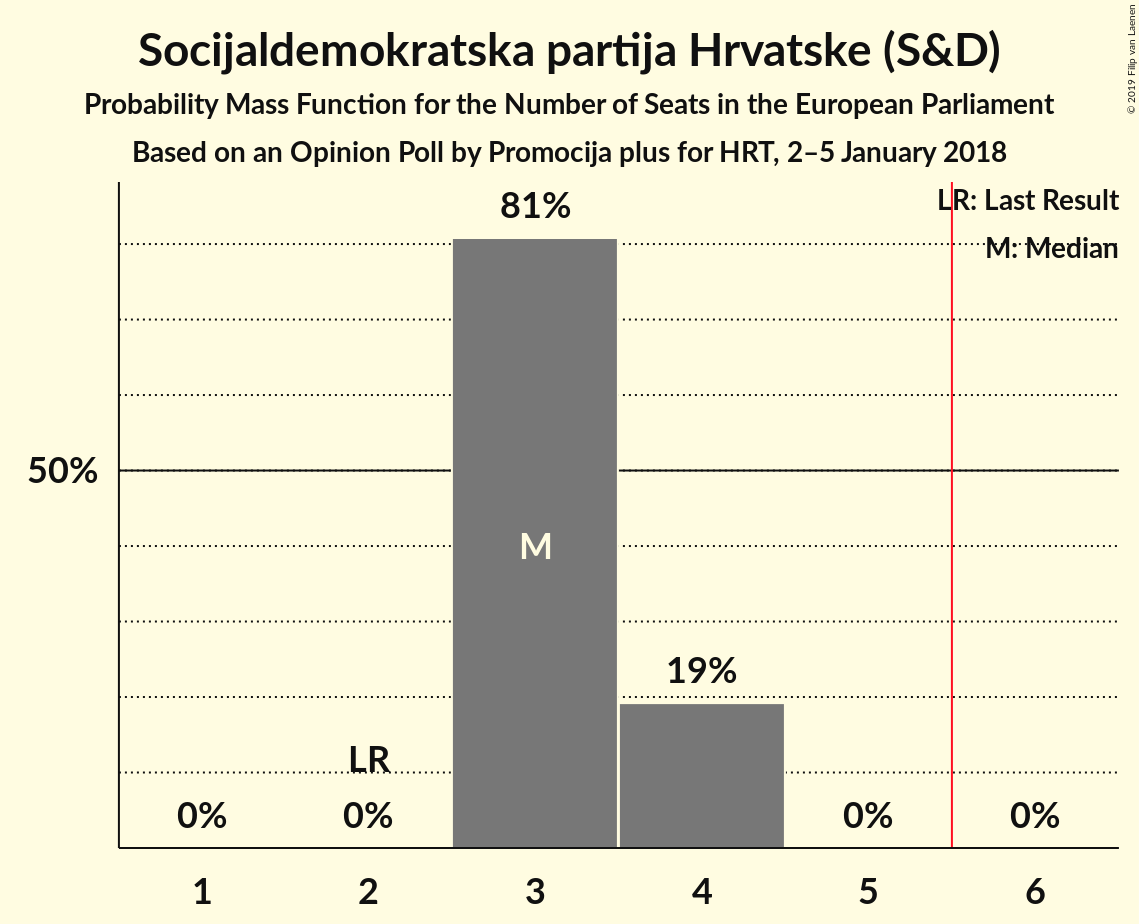 Socijaldemokratska partija Hrvatske (S&D)
Probability Mass Function for the Number of Seats in the European Parliament
Based on an Opinion Poll by Promocija plus for HRT, 2–5 January 2018
© 2019 Filip van Laenen
LR: Last Result
M: Median
81%
50%
M
19%
LR
0% 0% 0% 0%
1 2 3 4 5 6